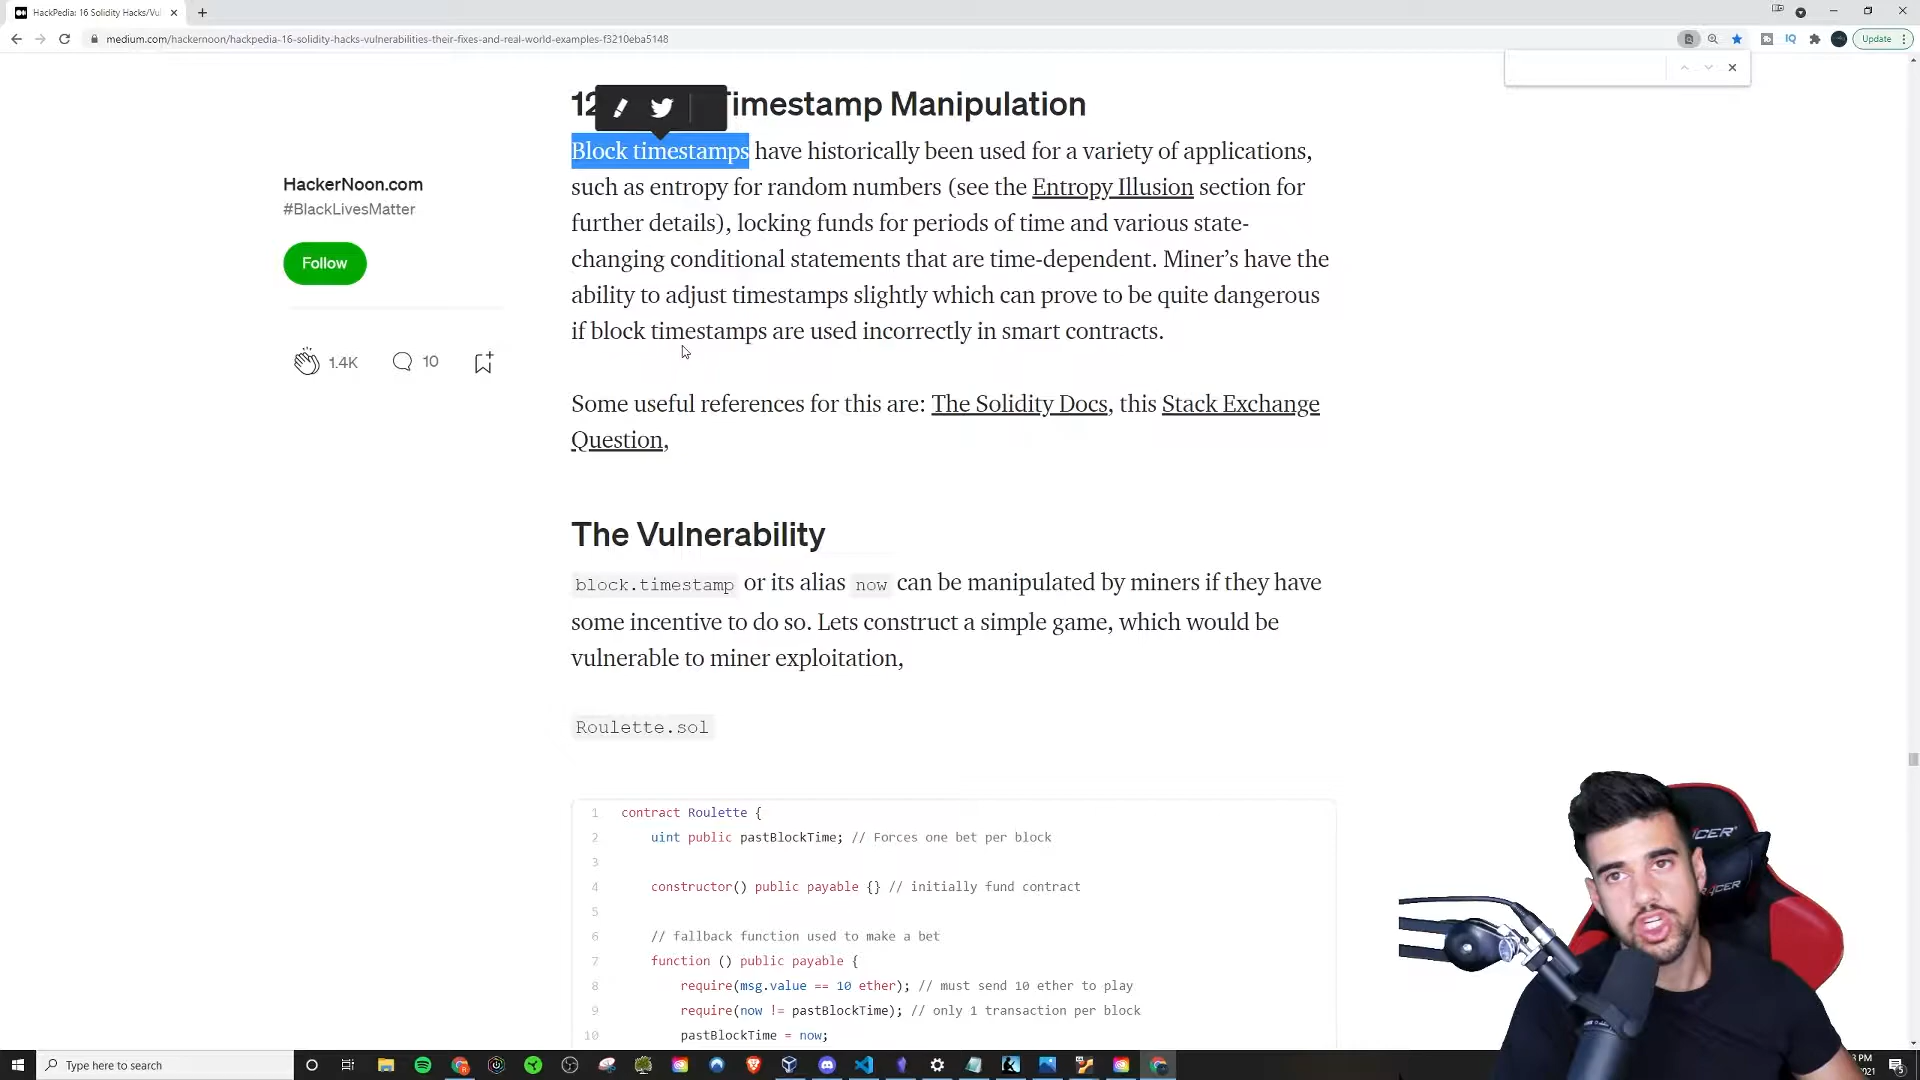 HackPedia: 16 Solidity Hacks/Vul
medium.com/hackernoon/hackpedia-16-solidity-hacks-vulnerabilities-their-fixes-and-real-world-examples-f3210eba5148
IQ
Update
12
Timestamp Manipulation
Block timestamps have historically been used for a variety of applications,
such as entropy for random numbers (see the Entropy Illusion section for
further details), locking funds for periods of time and various state-
changing conditional statements that are time-dependent. Miner’s have the
ability to adjust timestamps slightly which can prove to be quite dangerous
if block timestamps are used incorrectly in smart contracts.
HackerNoon.com
#BlackLivesMatter
Follow
1.4K
10
Some useful references for this are: The Solidity Docs, this Stack Exchange
Question,
The Vulnerability
block.timestamp or its alias now can be manipulated by miners if they have
some incentive to do so. Lets construct a simple game, which would be
vulnerable to miner exploitation,
Roulette.sol
1 contract Roulette {
2 uint public pastBlockTime; // Forces one bet per block
3
4 constructor() public payable {} // initially fund contract
5
6 // fallback function used to make a bet
7 function () public payable {
8 require(msg.value == 10 ether); // must send 10 ether to play
9 require(now != pastBlockTime); // only 1 transaction per block
10 pastBlockTime = now;
Type here to search
3 PM
2021
5